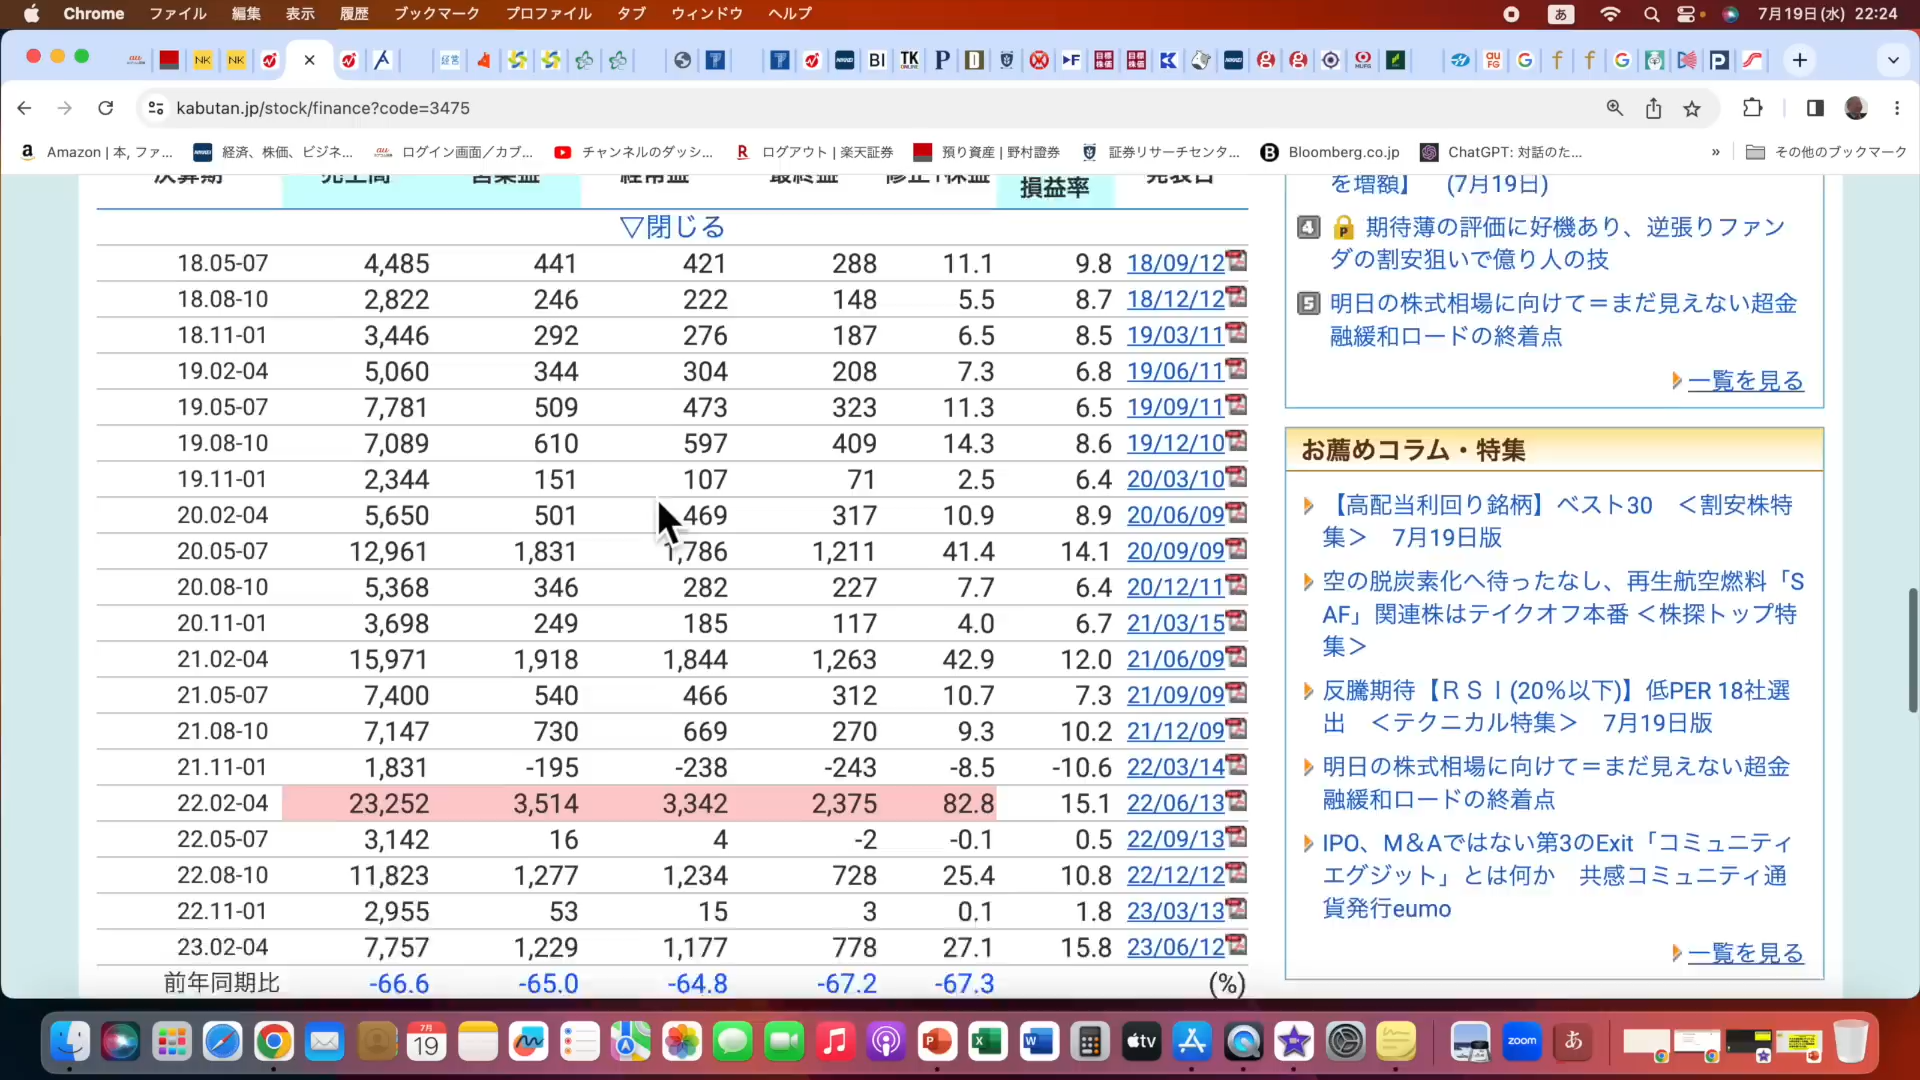 Chrome ファイル 編集 表示 履歴 ブックマーク プロファイル タブ ウィンドウ ヘルプ あ 7月19日(水) 22:24
kabutan.jp/stock/finance?code=3475
Amazon | 本, ファ... 経済、株価、ビジネ... ログイン画面／カブ... チャンネルのダッシ... ログアウト | 楽天証券 預り資産 | 野村證券 証券リサーチセンタ... Bloomberg.co.jp ChatGPT: 対話のた... » その他のブックマーク
決算期 売上高 営業益 経常益 最終益 修正1株益 損益率 発表日
▽閉じる
18.05-07 4,485 441 421 288 11.1 9.8 18/09/12
18.08-10 2,822 246 222 148 5.5 8.7 18/12/12
18.11-01 3,446 292 276 187 6.5 8.5 19/03/11
19.02-04 5,060 344 304 208 7.3 6.8 19/06/11
19.05-07 7,781 509 473 323 11.3 6.5 19/09/11
19.08-10 7,089 610 597 409 14.3 8.6 19/12/10
19.11-01 2,344 151 107 71 2.5 6.4 20/03/10
20.02-04 5,650 501 469 317 10.9 8.9 20/06/09
20.05-07 12,961 1,831 1,786 1,211 41.4 14.1 20/09/09
20.08-10 5,368 346 282 227 7.7 6.4 20/12/11
20.11-01 3,698 249 185 117 4.0 6.7 21/03/15
21.02-04 15,971 1,918 1,844 1,263 42.9 12.0 21/06/09
21.05-07 7,400 540 466 312 10.7 7.3 21/09/09
21.08-10 7,147 730 669 270 9.3 10.2 21/12/09
21.11-01 1,831 -195 -238 -243 -8.5 -10.6 22/03/14
22.02-04 23,252 3,514 3,342 2,375 82.8 15.1 22/06/13
22.05-07 3,142 16 4 -2 -0.1 0.5 22/09/13
22.08-10 11,823 1,277 1,234 728 25.4 10.8 22/12/12
22.11-01 2,955 53 15 3 0.1 1.8 23/03/13
23.02-04 7,757 1,229 1,177 778 27.1 15.8 23/06/12
前年同期比 -66.6 -65.0 -64.8 -67.2 -67.3 (%)
を増額】 (7月19日)
4 期待薄の評価に好機あり、逆張りファン
ダの割安狙いで億り人の技
5 明日の株式相場に向けて＝まだ見えない超金
融緩和ロードの終着点
一覧を見る
お薦めコラム・特集
【高配当利回り銘柄】ベスト30 ＜割安株特
集＞ 7月19日版
空の脱炭素化へ待ったなし、再生航空燃料「S
AF」関連株はテイクオフ本番 ＜株探トップ特
集＞
反騰期待【ＲＳＩ(20％以下)】低PER 18社選
出 ＜テクニカル特集＞ 7月19日版
明日の株式相場に向けて＝まだ見えない超金
融緩和ロードの終着点
IPO、M＆Aではない第3のExit「コミュニティ
エグジット」とは何か 共感コミュニティ通
貨発行eumo
一覧を見る
7月
19
tv
zoom
あ